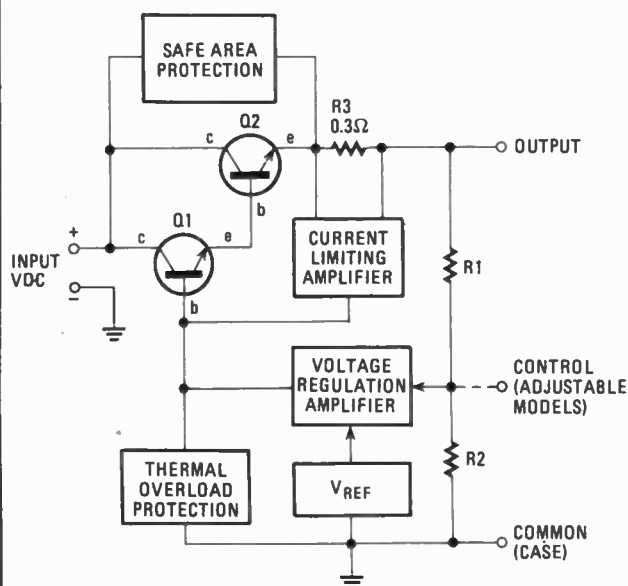 SAFE AREA
PROTECTION
Q2
c
e
b
R3
0.3Ω
OUTPUT
Q1
c
e
b
+
INPUT
VDC
−
CURRENT
LIMITING
AMPLIFIER
R1
VOLTAGE
REGULATION
AMPLIFIER
CONTROL
(ADJUSTABLE
MODELS)
THERMAL
OVERLOAD
PROTECTION
VREF
R2
COMMON
(CASE)